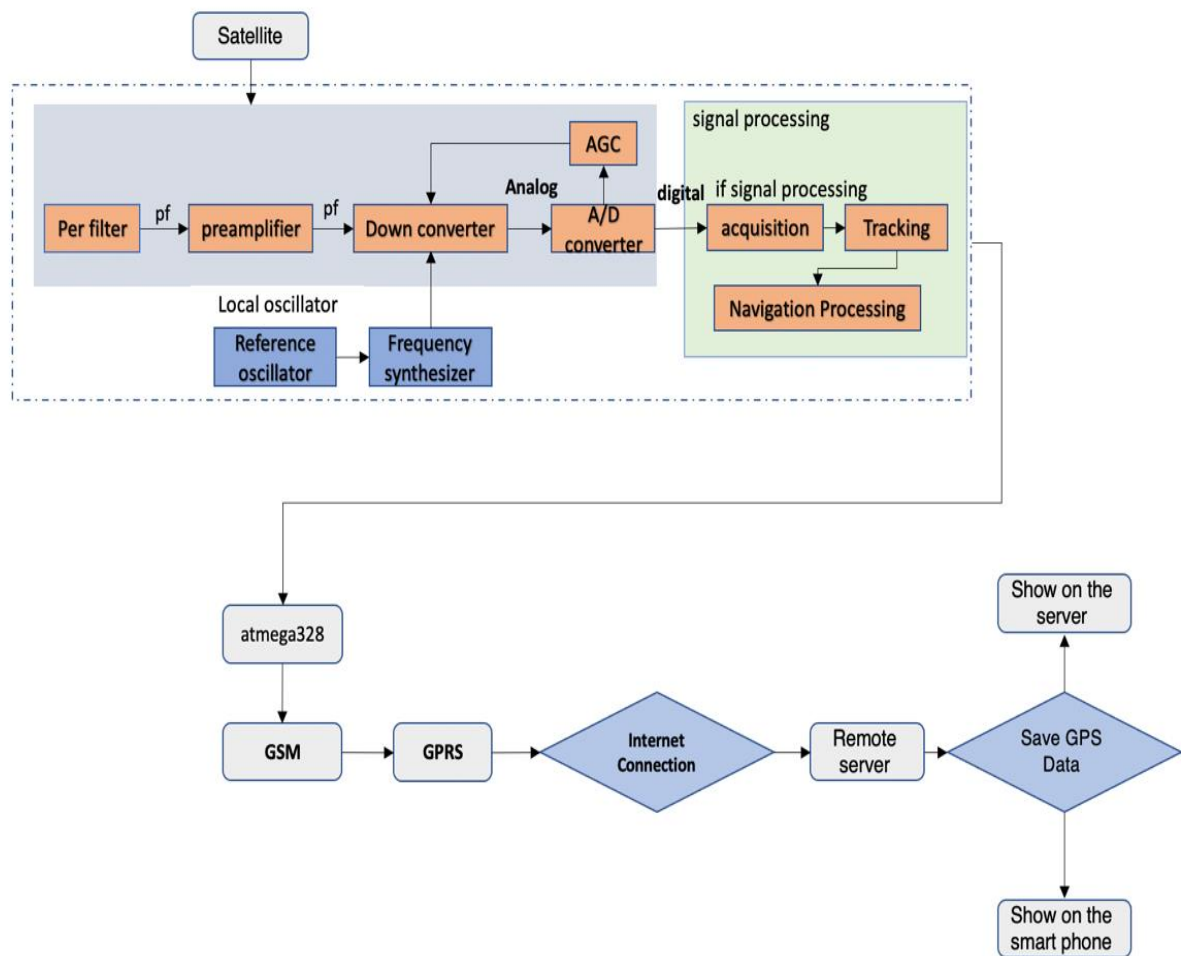 Satellite
signal processing
AGC
Analog
digital
if signal processing
Per filter
pf
preamplifier
pf
Down converter
A/D
converter
acquisition
Tracking
Navigation Processing
Local oscillator
Reference
oscillator
Frequency
synthesizer
atmega328
GSM
GPRS
Internet
Connection
Remote
server
Save GPS
Data
Show on the
server
Show on the
smart phone